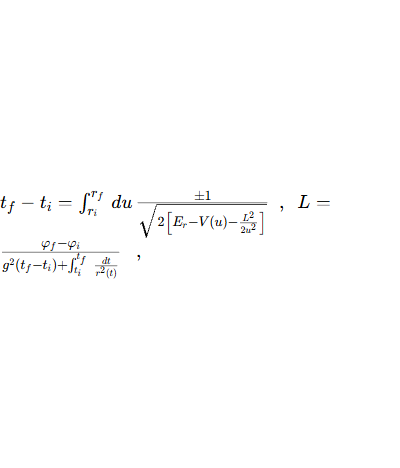 $t_f - t_i = \int_{r_i}^{r_f} du \frac{\pm 1}{\sqrt{2\left[E_r - V(u) - \frac{L^2}{2u^2}\right]}}$ , $L =$
$\frac{\varphi_f - \varphi_i}{g^2(t_f - t_i) + \int_{t_i}^{t_f} \frac{dt}{r^2(t)}}$ ,